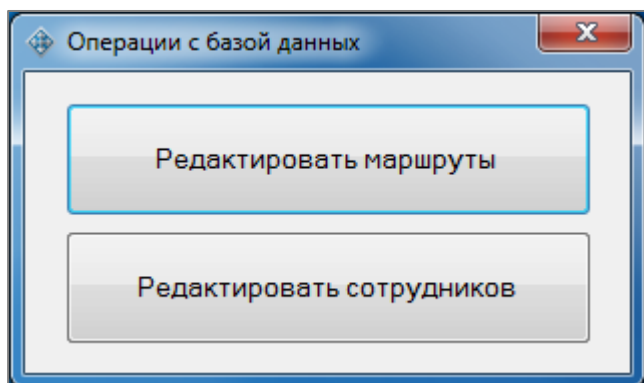 Операции с базой данных
Редактировать маршруты
Редактировать сотрудников